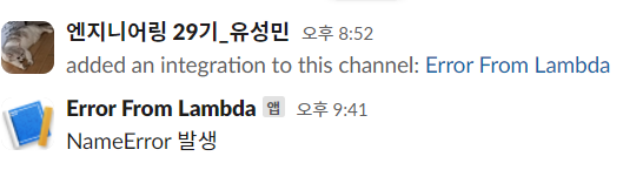 엔지니어링 29기_유성민 오후 8:52
added an integration to this channel: Error From Lambda
Error From Lambda 앱 오후 9:41
NameError 발생